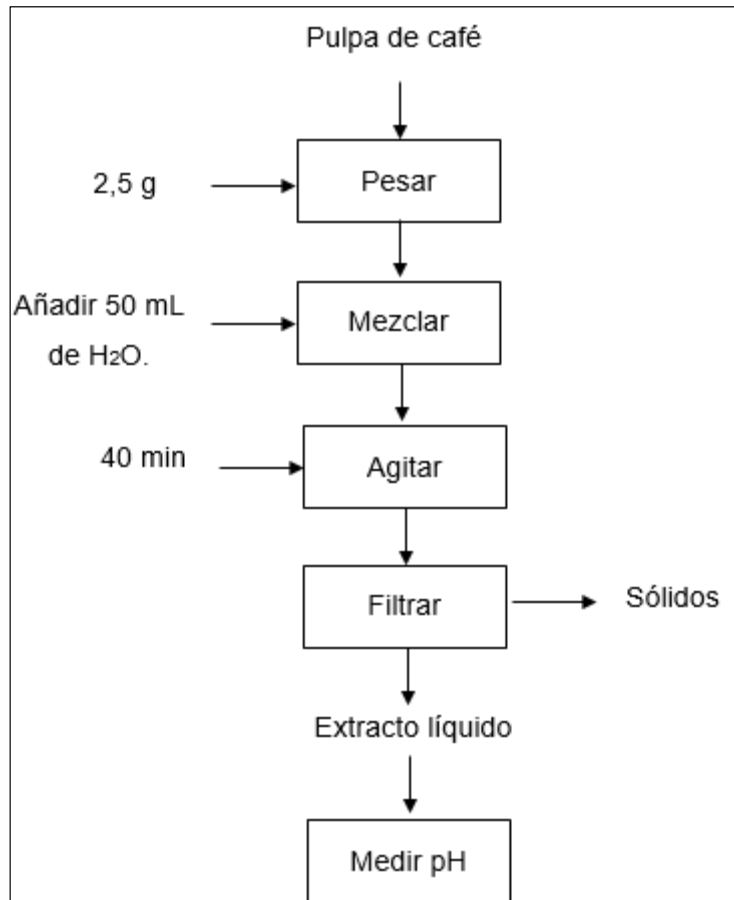 Pulpa de café
2,5 g
Pesar
Añadir 50 mL
de H₂O.
Mezclar
40 min
Agitar
Filtrar
Sólidos
Extracto líquido
Medir pH